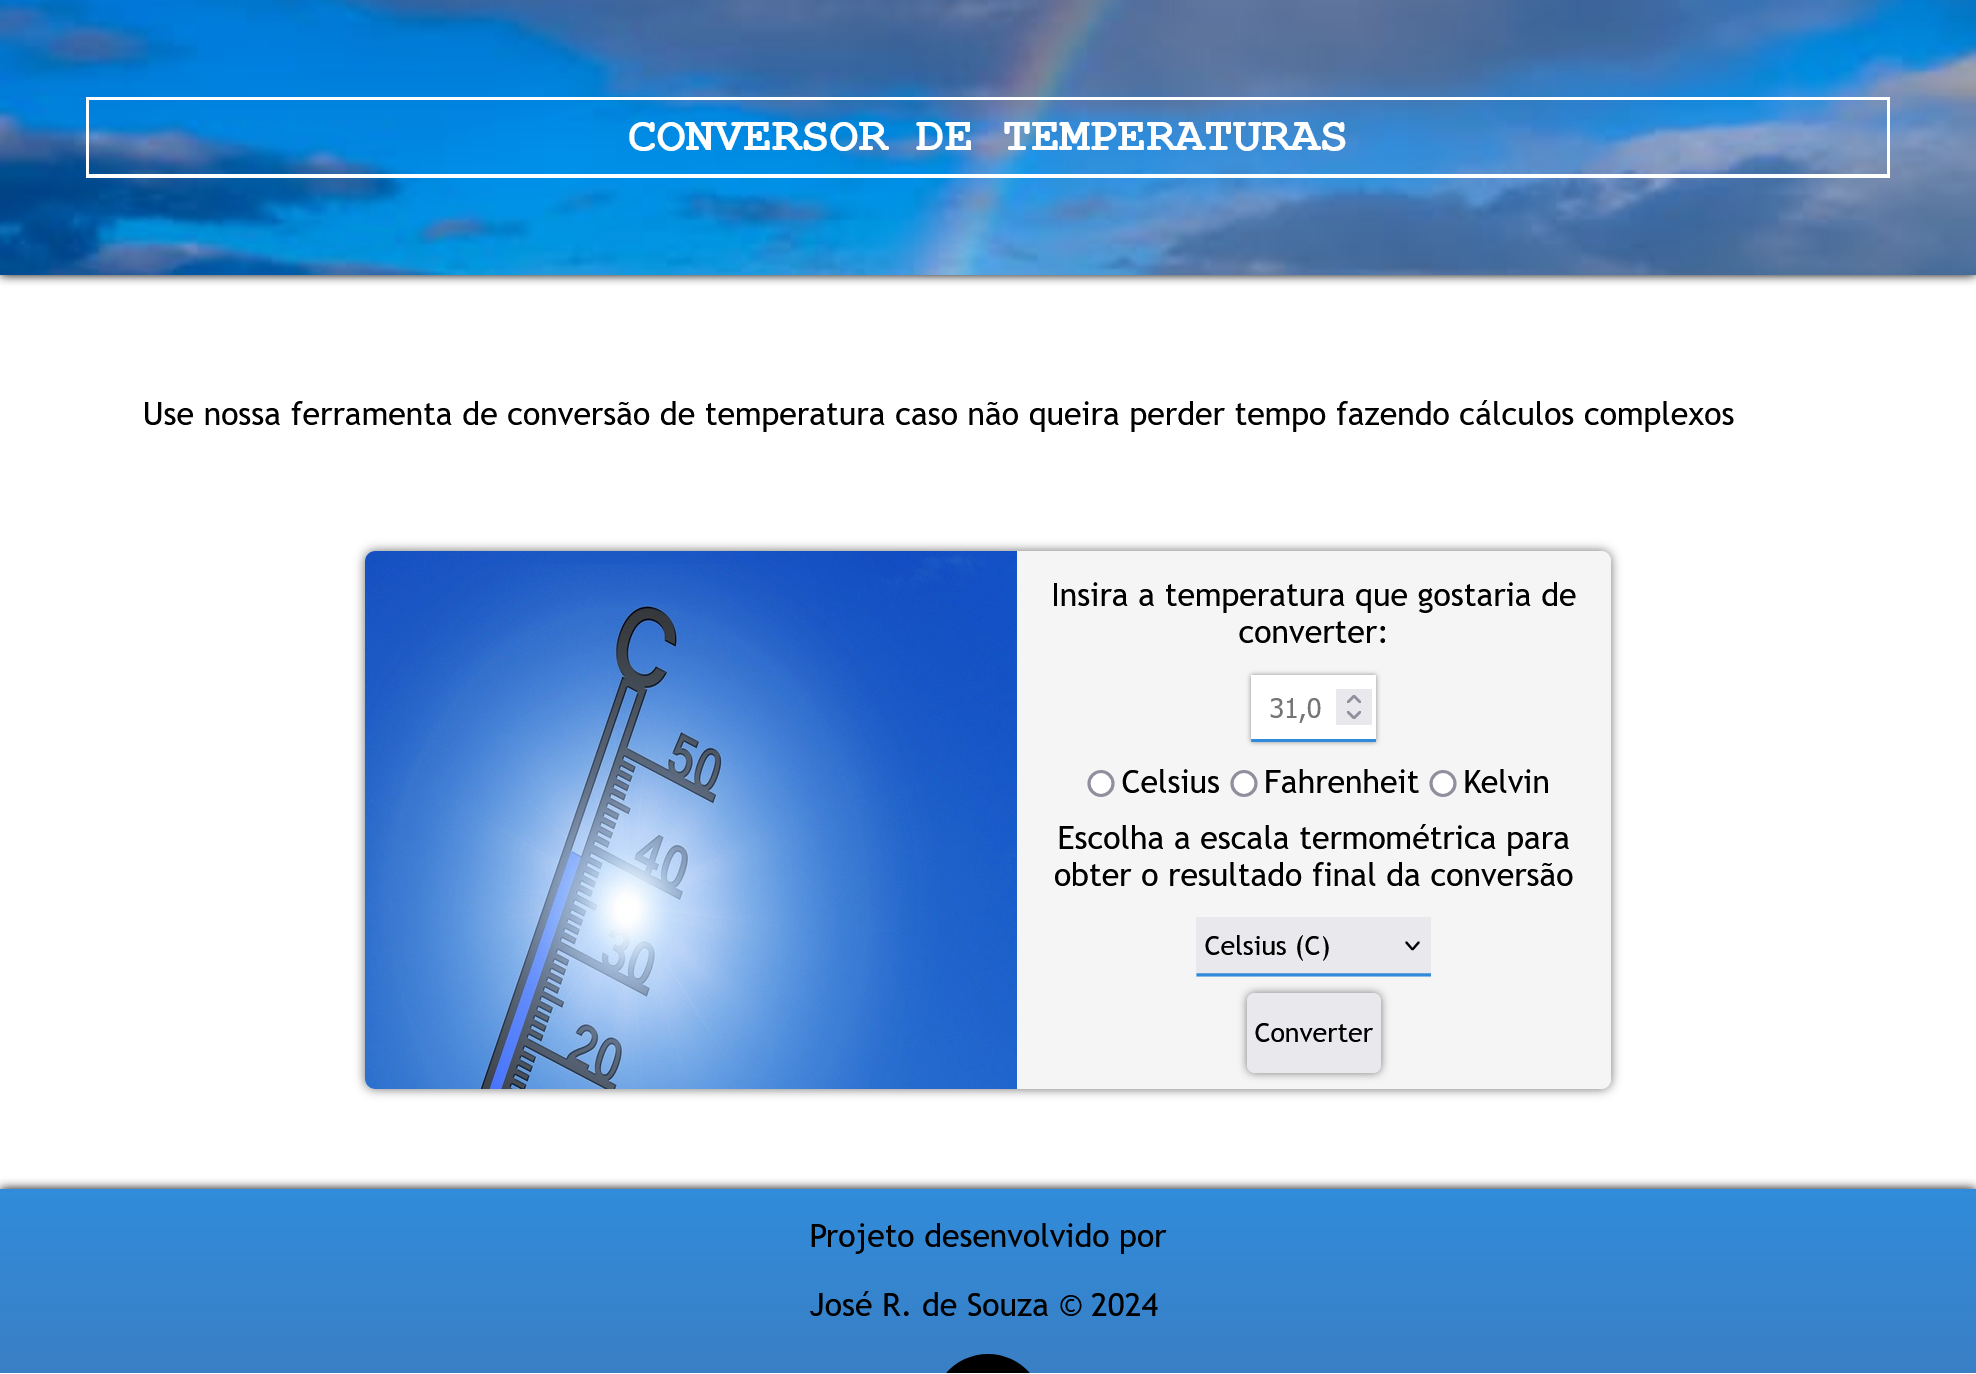 CONVERSOR DE TEMPERATURAS
Use nossa ferramenta de conversão de temperatura caso não queira perder tempo fazendo cálculos complexos
C
50
40
30
20
Insira a temperatura que gostaria de
converter:
31,0
Celsius Fahrenheit Kelvin
Escolha a escala termométrica para
obter o resultado final da conversão
Celsius (C)
Converter
Projeto desenvolvido por
José R. de Souza © 2024